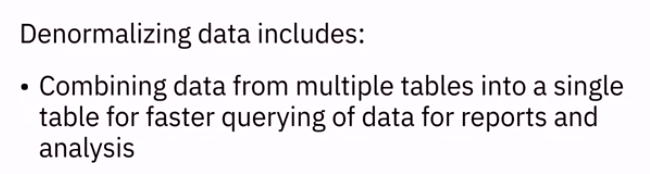 Denormalizing data includes:
• Combining data from multiple tables into a single
table for faster querying of data for reports and
analysis